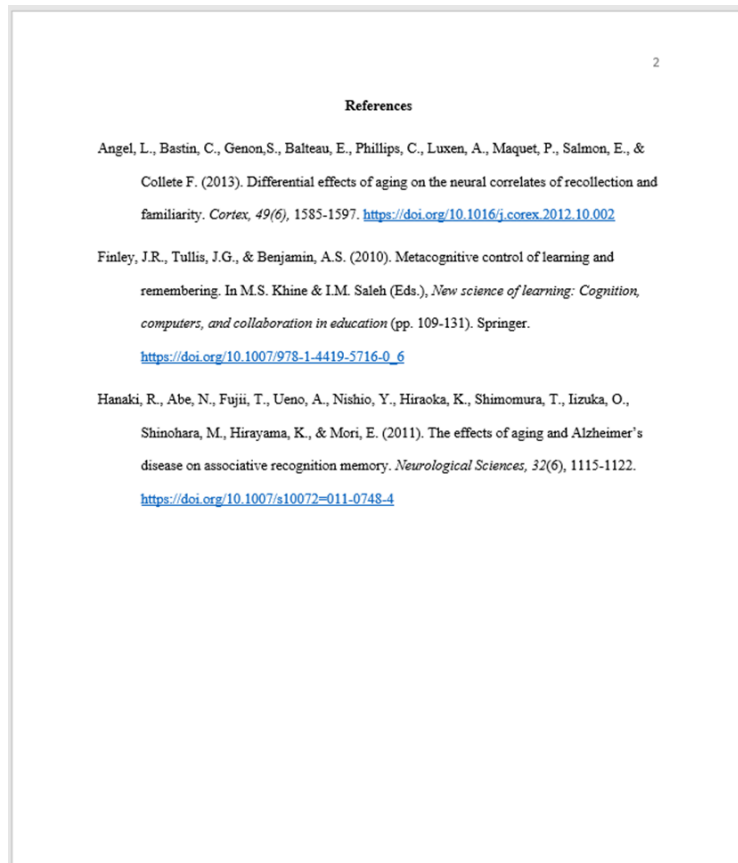 2
References
Angel, L., Bastin, C., Genon,S., Balteau, E., Phillips, C., Luxen, A., Maquet, P., Salmon, E., &
Collete F. (2013). Differential effects of aging on the neural correlates of recollection and
familiarity. Cortex, 49(6), 1585-1597. https://doi.org/10.1016/j.corex.2012.10.002
Finley, J.R., Tullis, J.G., & Benjamin, A.S. (2010). Metacognitive control of learning and
remembering. In M.S. Khine & I.M. Saleh (Eds.), New science of learning: Cognition,
computers, and collaboration in education (pp. 109-131). Springer.
https://doi.org/10.1007/978-1-4419-5716-0_6
Hanaki, R., Abe, N., Fujii, T., Ueno, A., Nishio, Y., Hiraoka, K., Shimomura, T., Iizuka, O.,
Shinohara, M., Hirayama, K., & Mori, E. (2011). The effects of aging and Alzheimer’s
disease on associative recognition memory. Neurological Sciences, 32(6), 1115-1122.
https://doi.org/10.1007/s10072=011-0748-4